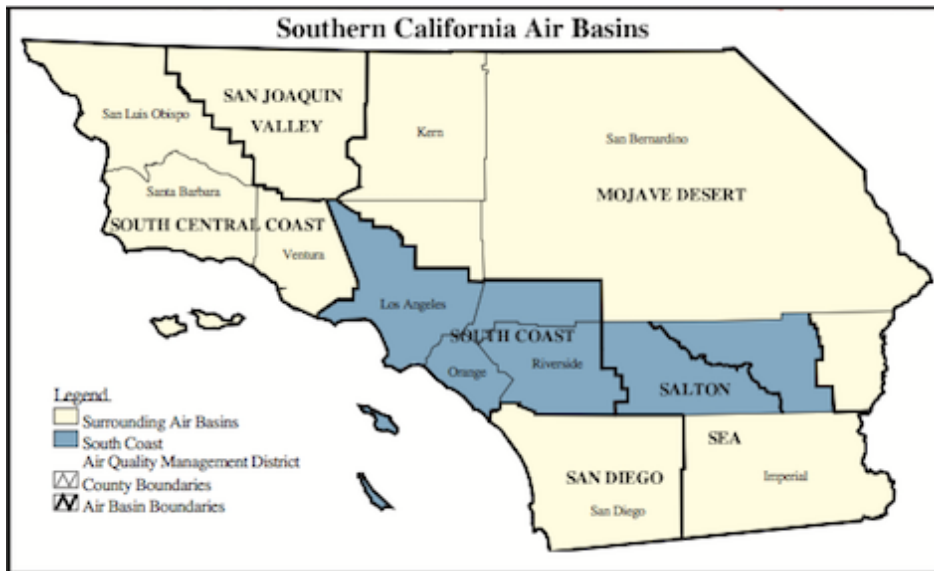 Southern California Air Basins
San Luis Obispo
SAN JOAQUIN
VALLEY
Kern
San Bernardino
MOJAVE DESERT
Santa Barbara
SOUTH CENTRAL COAST
Ventura
Los Angeles
SOUTH COAST
Orange
Riverside
SALTON
SEA
SAN DIEGO
San Diego
Imperial
Legend.
Surrounding Air Basins
South Coast
Air Quality Management District
County Boundaries
Air Basin Boundaries